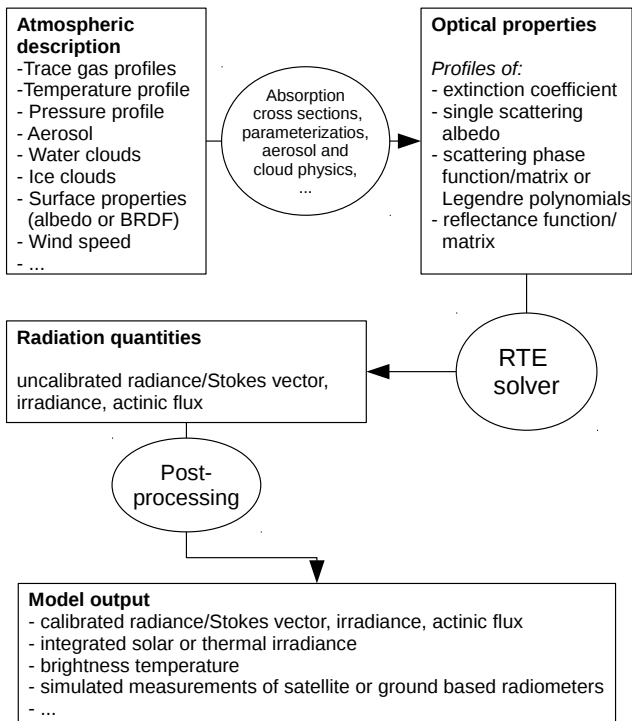 Atmospheric
description
-Trace gas profiles
-Temperature profile
- Pressure profile
- Aerosol
- Water clouds
- Ice clouds
- Surface properties
(albedo or BRDF)
- Wind speed
- ...
Absorption
cross sections,
parameterizatios,
aerosol and
cloud physics,
...
Optical properties
Profiles of:
- extinction coefficient
- single scattering
albedo
- scattering phase
function/matrix or
Legendre polynomials
- reflectance function/
matrix
RTE
solver
Radiation quantities
uncalibrated radiance/Stokes vector,
irradiance, actinic flux
Post-
processing
Model output
- calibrated radiance/Stokes vector, irradiance, actinic flux
- integrated solar or thermal irradiance
- brightness temperature
- simulated measurements of satellite or ground based radiometers
- ...